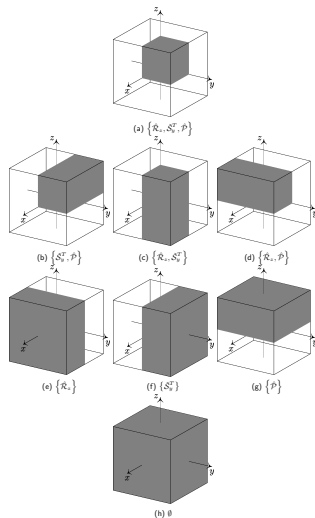 z
x
y
(a) {R̂₊, S_y^T, P̂}
z
z
z
x
y
x
y
x
y
(b) {S_y^T, P̂}
(c) {R̂₊, S_y^T}
(d) {R̂₊, P̂}
z
z
z
x
y
x
y
x
y
(e) {R̂₊}
(f) {S_y^T}
(g) {P̂}
z
x
y
(h) ∅